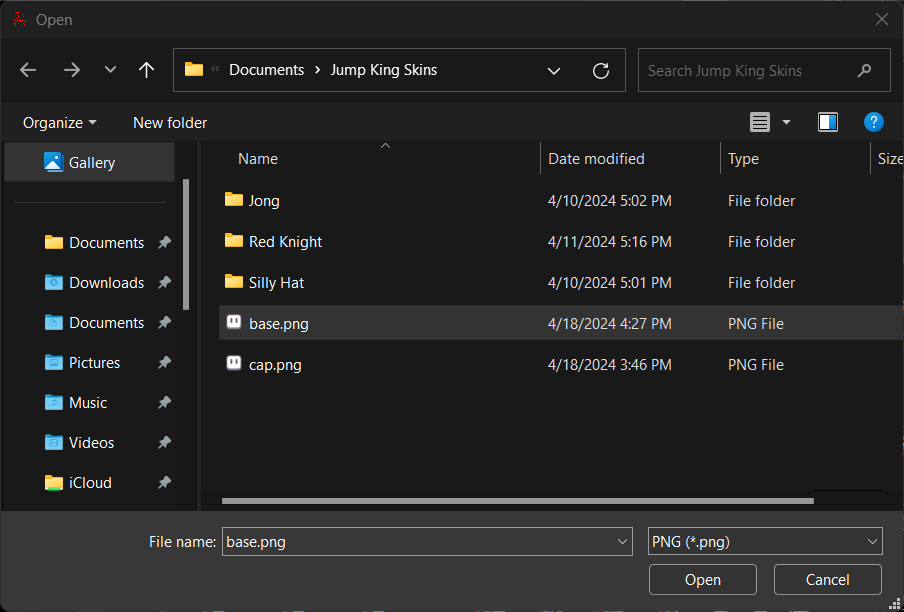 Open
Documents › Jump King Skins
Search Jump King Skins
Organize
New folder
Gallery
Documents
Downloads
Documents
Pictures
Music
Videos
iCloud
Name Date modified Type Size
Jong 4/10/2024 5:02 PM File folder
Red Knight 4/11/2024 5:16 PM File folder
Silly Hat 4/10/2024 5:01 PM File folder
base.png 4/18/2024 4:27 PM PNG File
cap.png 4/18/2024 3:46 PM PNG File
File name: base.png
PNG (*.png)
Open
Cancel